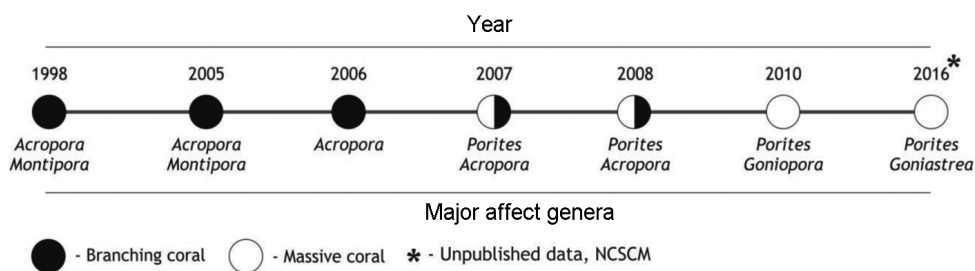 Year
1998 2005 2006 2007 2008 2010 2016*
Acropora Acropora Acropora Porites Porites Porites Porites
Montipora Montipora Acropora Acropora Goniopora Goniastrea
Major affect genera
- Branching coral - Massive coral * - Unpublished data, NCSCM